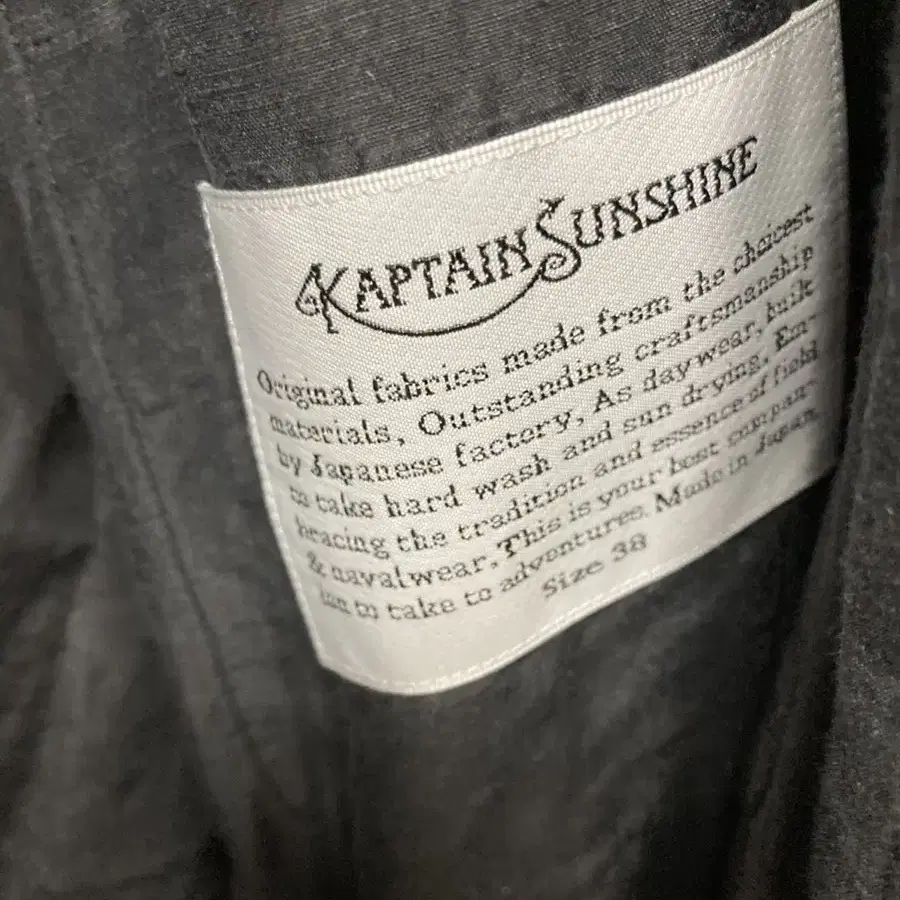 KAPTAIN SUNSHINE
Original fabrics made from the choicest
materials, Outstanding craftsmanship
by Japanese factory. As daywear, built
to take hard wash and sun drying. Em-
bracing the tradition and essence of field
& navalwear. This is your best compan-
ion to take to adventures. Made in Japan.
Size 38